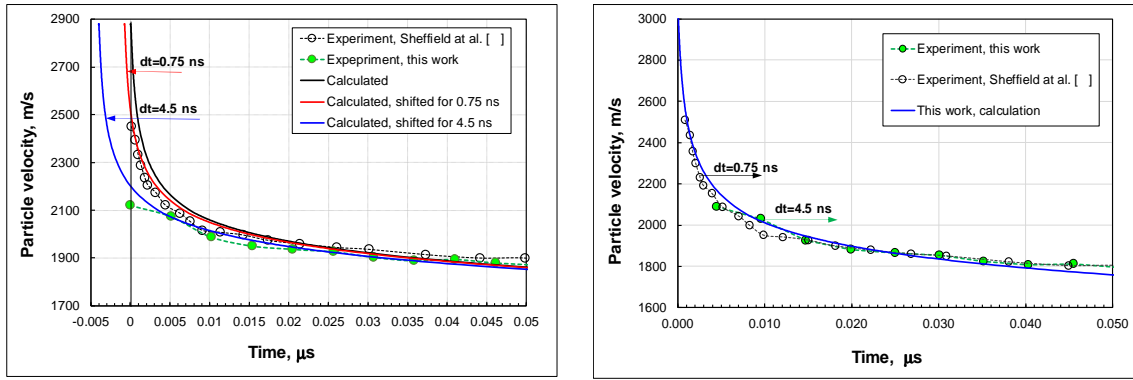 2900
2700
2500
2300
2100
1900
1700
-0.005 0 0.005 0.01 0.015 0.02 0.025 0.03 0.035 0.04 0.045 0.05
Particle velocity, m/s
Time, μs
dt=0.75 ns
dt=4.5 ns
Experiment, Sheffield at al. [ ]
Expepriment, this work
Calculated
Calculated, shifted for 0.75 ns
Calculated, shifted for 4.5 ns
3000
2800
2600
2400
2200
2000
1800
1600
0.000 0.010 0.020 0.030 0.040 0.050
Particle velocity, m/s
Time, μs
Experiment, this work
Experiment, Sheffield at al. [ ]
This work, calculation
dt=0.75 ns
dt=4.5 ns